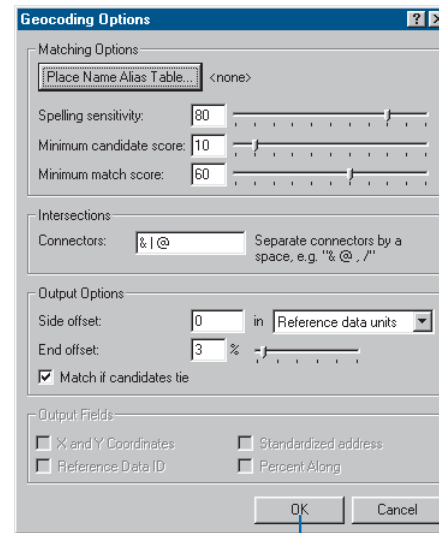 Geocoding Options
Matching Options
Place Name Alias Table... <none>
Spelling sensitivity: 80
Minimum candidate score: 10
Minimum match score: 60
Intersections
Connectors: & | @ Separate connectors by a
space, e.g. "& @ , /"
Output Options
Side offset: 0 in Reference data units
End offset: 3 %
Match if candidates tie
Output Fields
X and Y Coordinates Standardized address
Reference Data ID Percent Along
OK Cancel